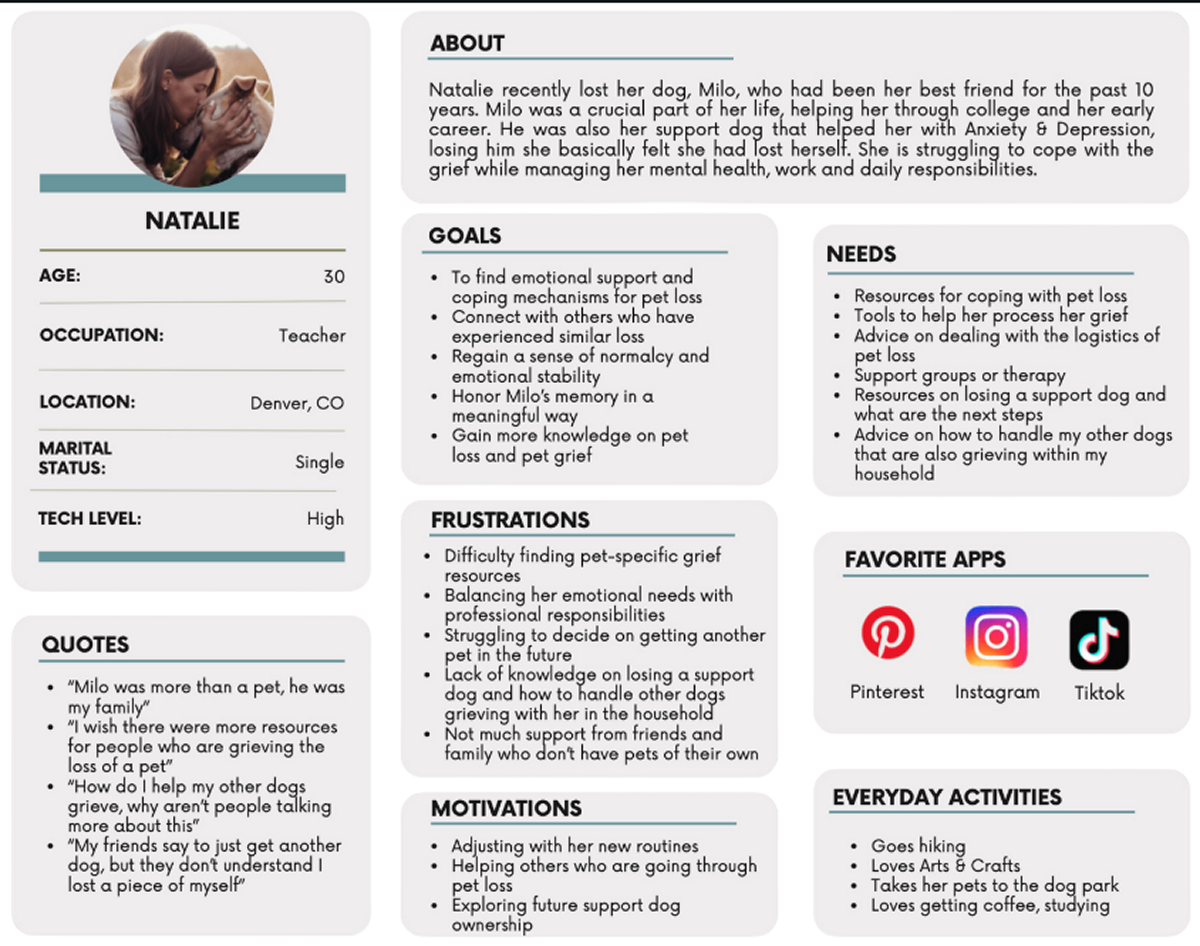 NATALIE
AGE:
30
OCCUPATION:
Teacher
LOCATION:
Denver, CO
MARITAL
STATUS:
Single
TECH LEVEL:
High
QUOTES
• “Milo was more than a pet, he was
my family”
• “I wish there were more resources
for people who are grieving the
loss of a pet”
• “How do I help my other dogs
grieve, why aren’t people talking
more about this”
• “My friends say to just get another
dog, but they don’t understand I
lost a piece of myself”
ABOUT
Natalie recently lost her dog, Milo, who had been her best friend for the past 10
years. Milo was a crucial part of her life, helping her through college and her early
career. He was also her support dog that helped her with Anxiety & Depression,
losing him she basically felt she had lost herself. She is struggling to cope with the
grief while managing her mental health, work and daily responsibilities.
GOALS
• To find emotional support and
coping mechanisms for pet loss
• Connect with others who have
experienced similar loss
• Regain a sense of normalcy and
emotional stability
• Honor Milo’s memory in a
meaningful way
• Gain more knowledge on pet
loss and pet grief
FRUSTRATIONS
• Difficulty finding pet-specific grief
resources
• Balancing her emotional needs with
professional responsibilities
• Struggling to decide on getting another
pet in the future
• Lack of knowledge on losing a support
dog and how to handle other dogs
grieving with her in the household
• Not much support from friends and
family who don’t have pets of their own
MOTIVATIONS
• Adjusting with her new routines
• Helping others who are going through
pet loss
• Exploring future support dog
ownership
NEEDS
• Resources for coping with pet loss
• Tools to help her process her grief
• Advice on dealing with the logistics of
pet loss
• Support groups or therapy
• Resources on losing a support dog and
what are the next steps
• Advice on how to handle my other dogs
that are also grieving within my
household
FAVORITE APPS
Pinterest
Instagram
Tiktok
EVERYDAY ACTIVITIES
• Goes hiking
• Loves Arts & Crafts
• Takes her pets to the dog park
• Loves getting coffee, studying